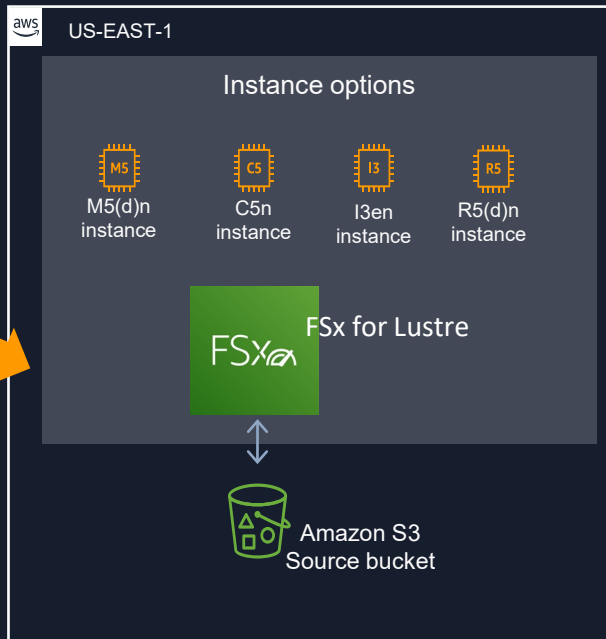 aws
US-EAST-1
Instance options
M5
C5
I3
R5
M5(d)n
instance
C5n
instance
I3en
instance
R5(d)n
instance
FSx for Lustre
FSx
Amazon S3
Source bucket